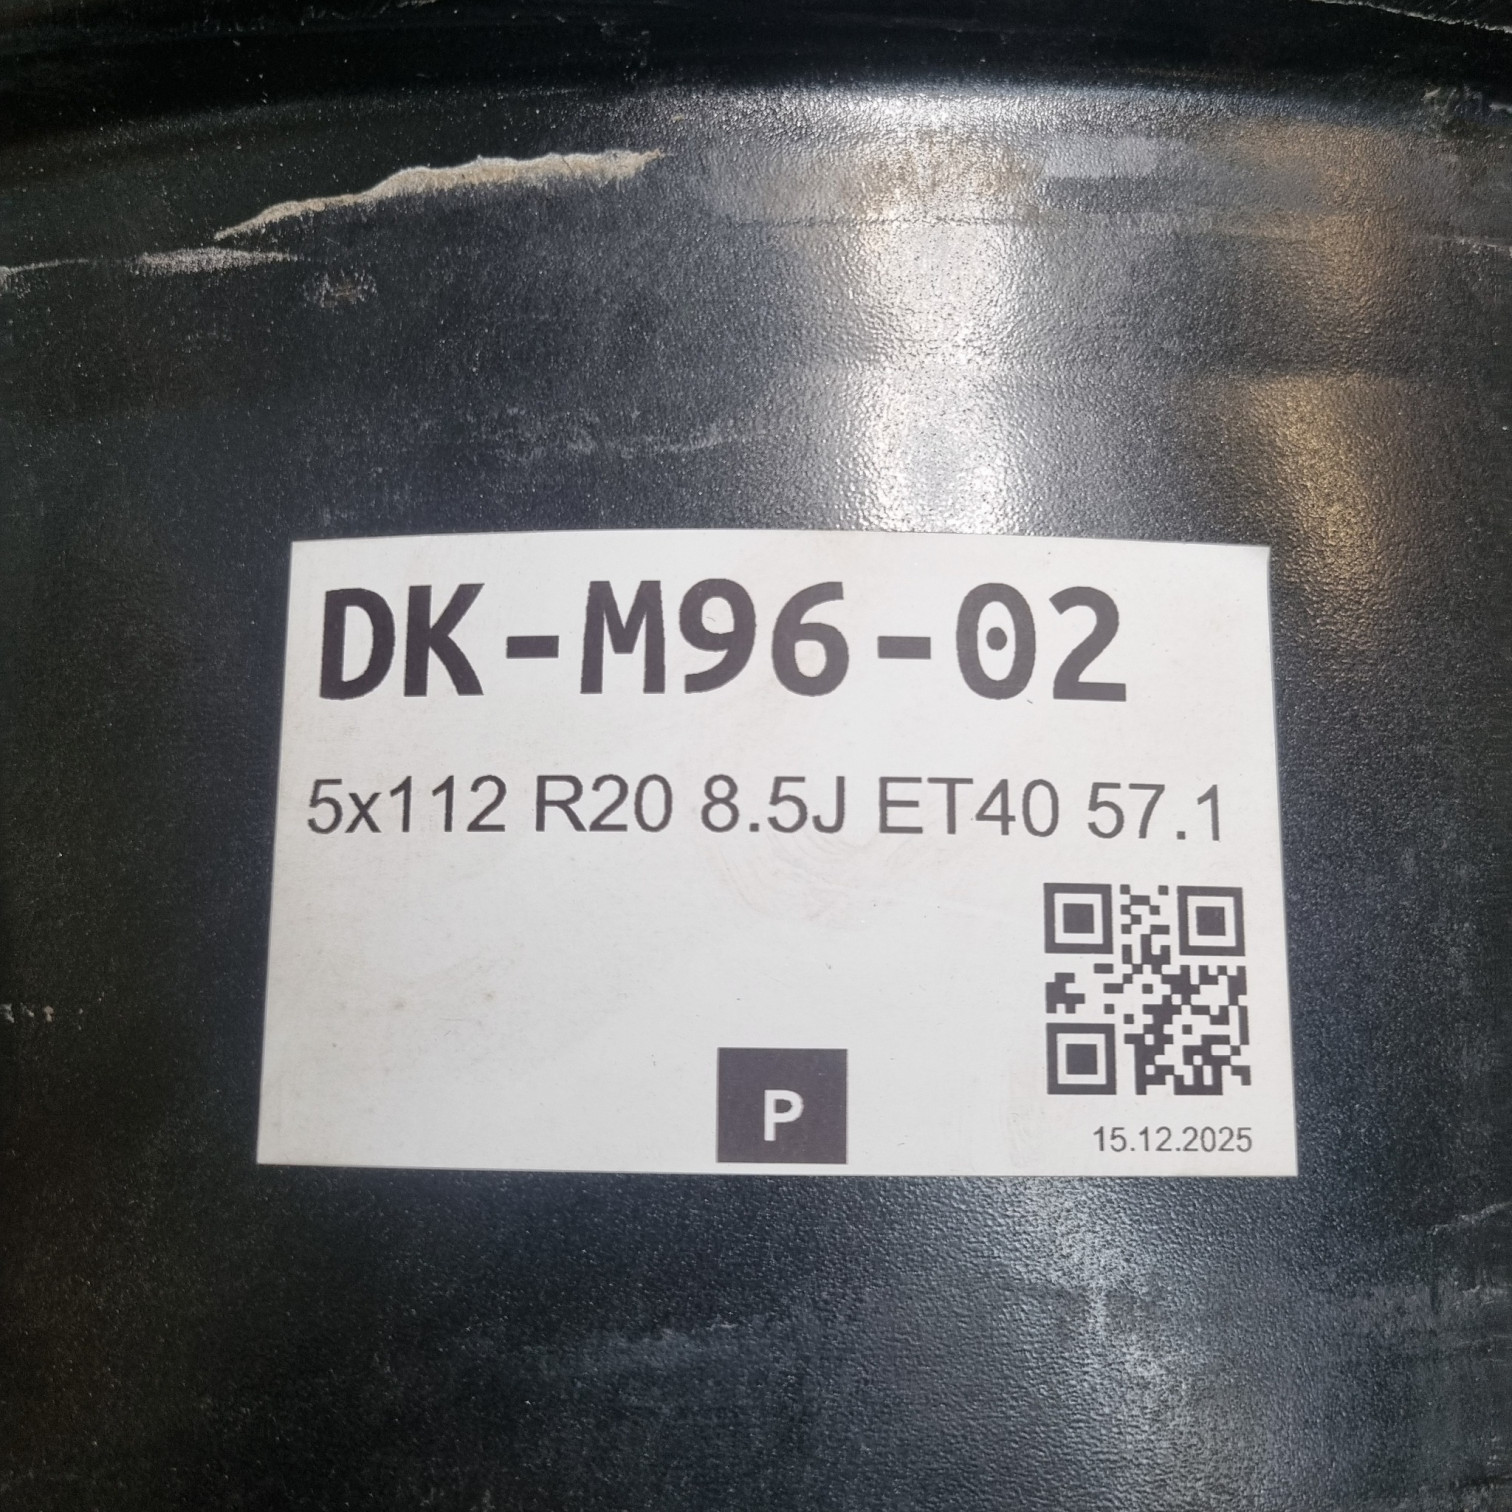 DK-M96-02
5x112 R20 8.5J ET40 57.1
P
15.12.2025